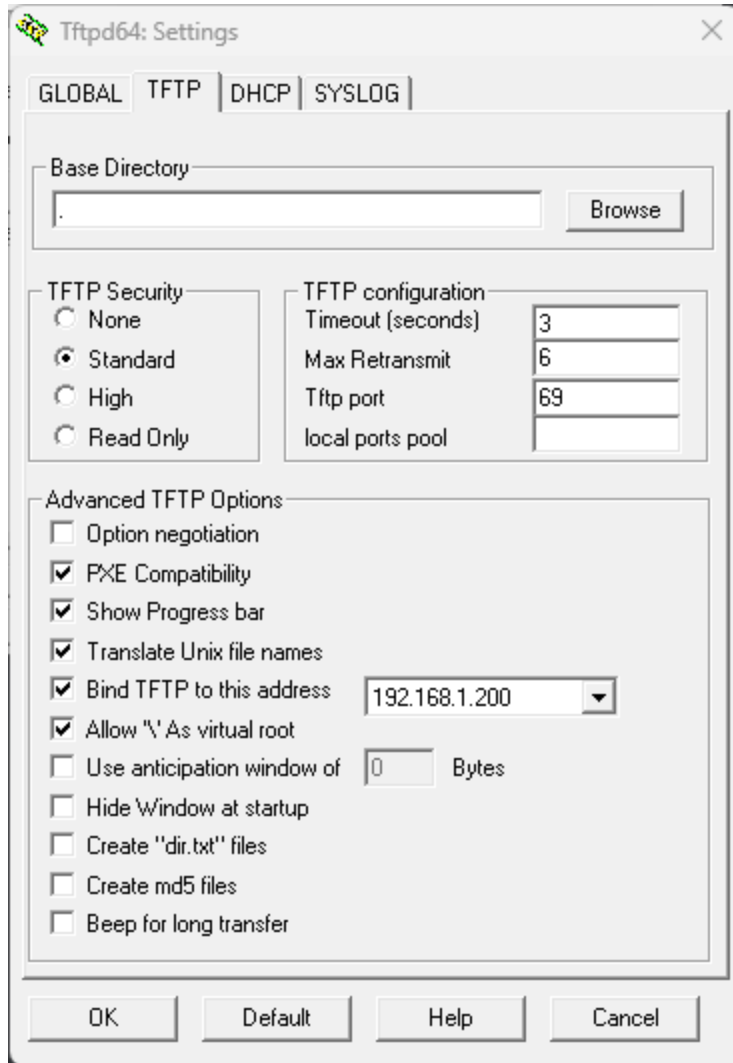 Tftpd64: Settings
GLOBAL TFTP DHCP SYSLOG
Base Directory
. Browse
TFTP Security
None
Standard
High
Read Only
TFTP configuration
Timeout (seconds) 3
Max Retransmit 6
Tftp port 69
local ports pool
Advanced TFTP Options
Option negotiation
PXE Compatibility
Show Progress bar
Translate Unix file names
Bind TFTP to this address 192.168.1.200
Allow '\' As virtual root
Use anticipation window of 0 Bytes
Hide Window at startup
Create "dir.txt" files
Create md5 files
Beep for long transfer
OK Default Help Cancel